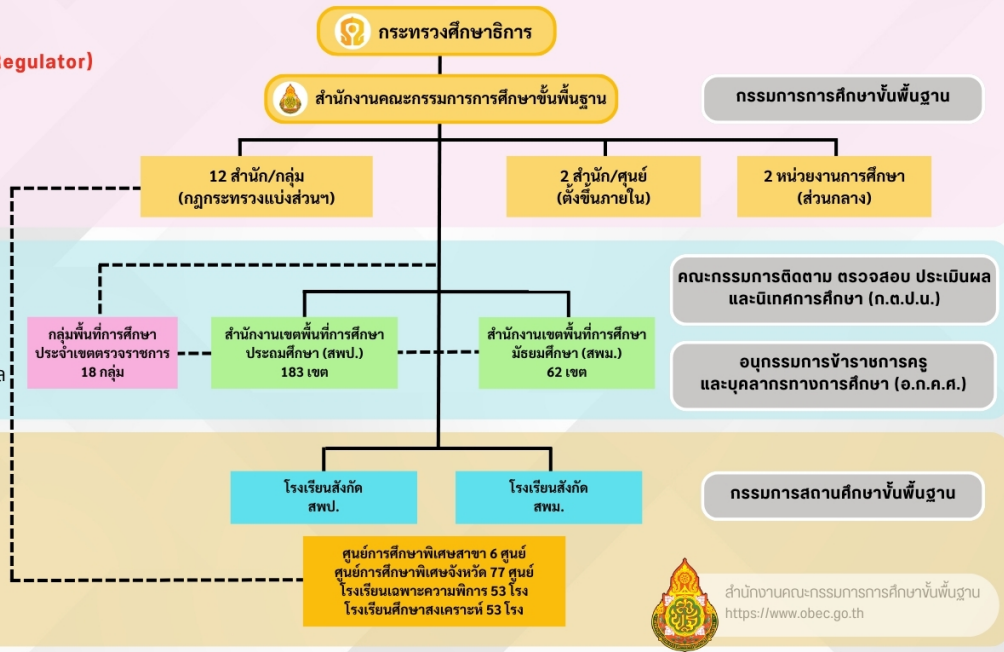 กระทรวงศึกษาธิการ
Regulator)
สำนักงานคณะกรรมการการศึกษาขั้นพื้นฐาน
กรรมการการศึกษาขั้นพื้นฐาน
12 สำนัก/กลุ่ม
(กฎกระทรวงแบ่งส่วนฯ)
2 สำนัก/ศูนย์
(ตั้งขึ้นภายใน)
2 หน่วยงานการศึกษา
(ส่วนกลาง)
คณะกรรมการติดตาม ตรวจสอบ ประเมินผล
และนิเทศการศึกษา (ก.ต.ป.น.)
กลุ่มพื้นที่การศึกษา
ประจำเขตตรวจราชการ
18 กลุ่ม
สำนักงานเขตพื้นที่การศึกษา
ประถมศึกษา (สพป.)
183 เขต
สำนักงานเขตพื้นที่การศึกษา
มัธยมศึกษา (สพม.)
62 เขต
อนุกรรมการข้าราชการครู
และบุคลากรทางการศึกษา (อ.ก.ค.ศ.)
ล
โรงเรียนสังกัด
สพป.
โรงเรียนสังกัด
สพม.
กรรมการสถานศึกษาขั้นพื้นฐาน
ศูนย์การศึกษาพิเศษสาขา 6 ศูนย์
ศูนย์การศึกษาพิเศษจังหวัด 77 ศูนย์
โรงเรียนเฉพาะความพิการ 53 โรง
โรงเรียนศึกษาสงเคราะห์ 53 โรง
สำนักงานคณะกรรมการการศึกษาขั้นพื้นฐาน
https://www.obec.go.th